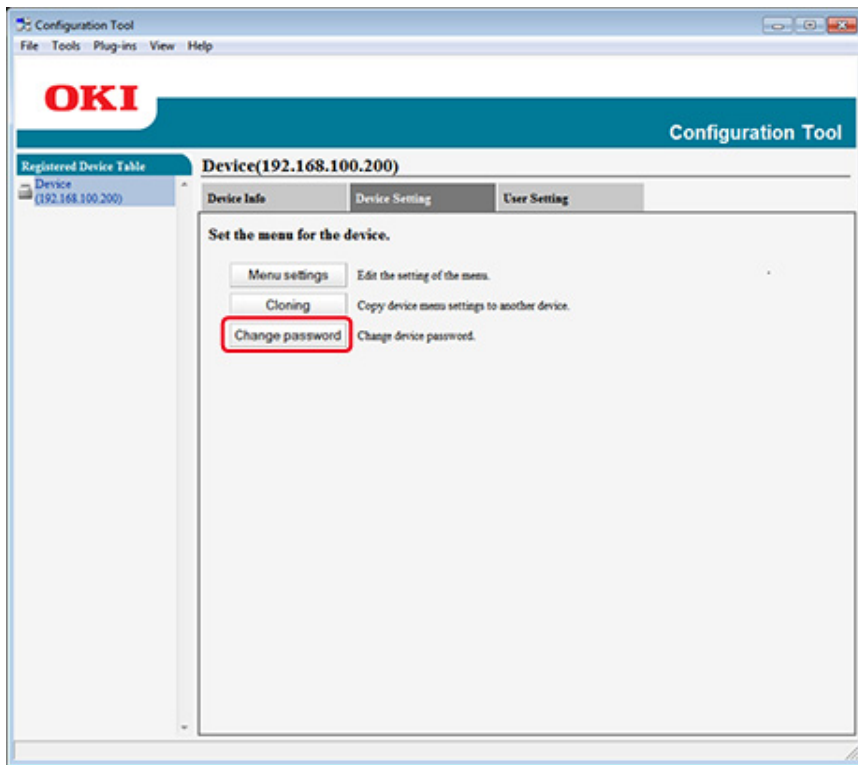 Configuration Tool
File Tools Plug-ins View Help
OKI
Configuration Tool
Registered Device Table
Device
(192.168.100.200)
Device(192.168.100.200)
Device Info Device Setting User Setting
Set the menu for the device.
Menu settings Edit the setting of the menu.
Cloning Copy device menu settings to another device.
Change password Change device password.